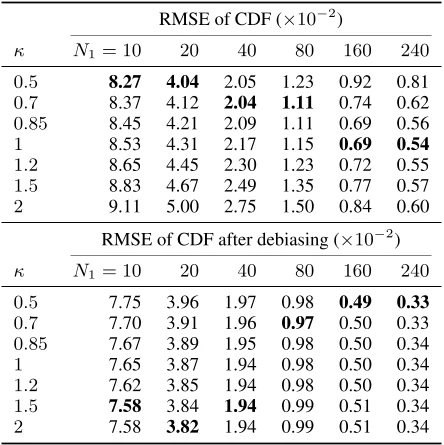 RMSE of CDF (×10⁻²)
κ N₁ = 10 20 40 80 160 240
0.5 8.27 4.04 2.05 1.23 0.92 0.81
0.7 8.37 4.12 2.04 1.11 0.74 0.62
0.85 8.45 4.21 2.09 1.11 0.69 0.56
1 8.53 4.31 2.17 1.15 0.69 0.54
1.2 8.65 4.45 2.30 1.23 0.72 0.55
1.5 8.83 4.67 2.49 1.35 0.77 0.57
2 9.11 5.00 2.75 1.50 0.84 0.60
RMSE of CDF after debiasing (×10⁻²)
κ N₁ = 10 20 40 80 160 240
0.5 7.75 3.96 1.97 0.98 0.49 0.33
0.7 7.70 3.91 1.96 0.97 0.50 0.33
0.85 7.67 3.89 1.95 0.98 0.50 0.34
1 7.65 3.87 1.94 0.98 0.50 0.34
1.2 7.62 3.85 1.94 0.98 0.50 0.34
1.5 7.58 3.84 1.94 0.99 0.51 0.34
2 7.58 3.82 1.94 0.99 0.51 0.34